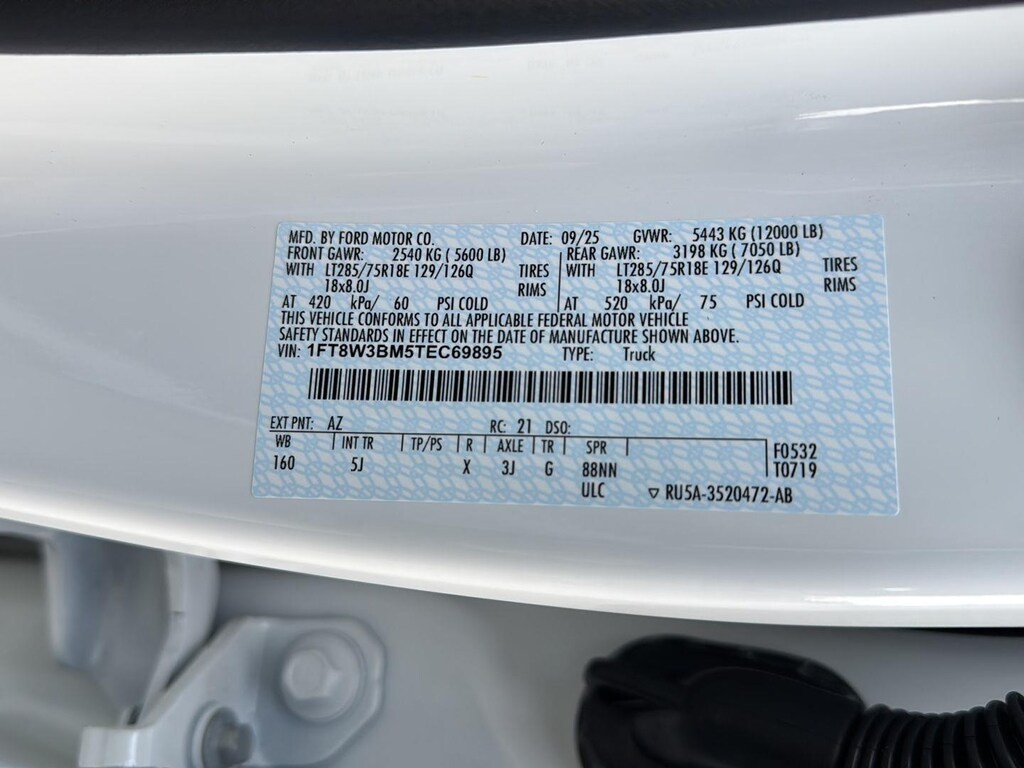 MFD. BY FORD MOTOR CO. DATE: 09/25 GVWR: 5443 KG (12000 LB)
FRONT GAWR: 2540 KG ( 5600 LB) REAR GAWR: 3198 KG ( 7050 LB)
WITH LT285/75R18E 129/126Q TIRES WITH LT285/75R18E 129/126Q TIRES
18x8.0J RIMS 18x8.0J RIMS
AT 420 kPa/ 60 PSI COLD AT 520 kPa/ 75 PSI COLD
THIS VEHICLE CONFORMS TO ALL APPLICABLE FEDERAL MOTOR VEHICLE
SAFETY STANDARDS IN EFFECT ON THE DATE OF MANUFACTURE SHOWN ABOVE.
VIN: 1FT8W3BM5TEC69895 TYPE: Truck
EXT PNT: AZ RC: 21 DSO:
WB INT TR TP/PS R AXLE TR SPR F0532
160 5J X 3J G 88NN T0719
ULC ▽ RU5A-3520472-AB